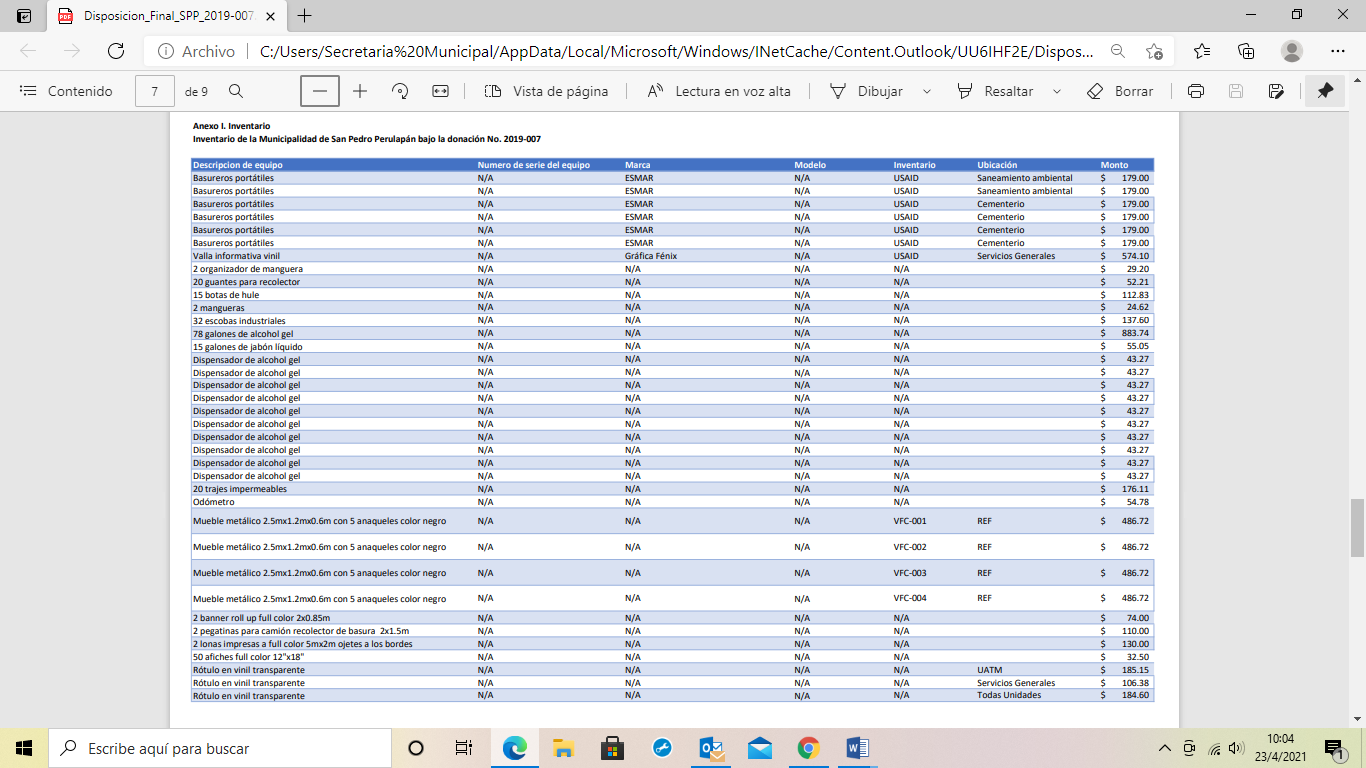 Disposicion_Final_SPP_2019-007
Archivo C:/Users/Secretaria%20Municipal/AppData/Local/Microsoft/Windows/INetCache/Content.Outlook/UU6IHF2E/Dispos...
Contenido 7 de 9 Vista de página Lectura en voz alta Dibujar Resaltar Borrar
Anexo I. Inventario
Inventario de la Municipalidad de San Pedro Perulapán bajo la donación No. 2019-007
Descripcion de equipo Numero de serie del equipo Marca Modelo Inventario Ubicación Monto
Basureros portátiles N/A ESMAR N/A USAID Saneamiento ambiental $ 179.00
Basureros portátiles N/A ESMAR N/A USAID Saneamiento ambiental $ 179.00
Basureros portátiles N/A ESMAR N/A USAID Cementerio $ 179.00
Basureros portátiles N/A ESMAR N/A USAID Cementerio $ 179.00
Basureros portátiles N/A ESMAR N/A USAID Cementerio $ 179.00
Basureros portátiles N/A ESMAR N/A USAID Cementerio $ 179.00
Valla informativa vinil N/A Gráfica Fénix N/A USAID Servicios Generales $ 574.10
2 organizador de manguera N/A N/A N/A N/A $ 29.20
20 guantes para recolector N/A N/A N/A N/A $ 52.21
15 botas de hule N/A N/A N/A N/A $ 112.83
2 mangueras N/A N/A N/A N/A $ 24.62
32 escobas industriales N/A N/A N/A N/A $ 137.60
78 galones de alcohol gel N/A N/A N/A N/A $ 883.74
15 galones de jabón líquido N/A N/A N/A N/A $ 55.05
Dispensador de alcohol gel N/A N/A N/A N/A $ 43.27
Dispensador de alcohol gel N/A N/A N/A N/A $ 43.27
Dispensador de alcohol gel N/A N/A N/A N/A $ 43.27
Dispensador de alcohol gel N/A N/A N/A N/A $ 43.27
Dispensador de alcohol gel N/A N/A N/A N/A $ 43.27
Dispensador de alcohol gel N/A N/A N/A N/A $ 43.27
Dispensador de alcohol gel N/A N/A N/A N/A $ 43.27
Dispensador de alcohol gel N/A N/A N/A N/A $ 43.27
Dispensador de alcohol gel N/A N/A N/A N/A $ 43.27
Dispensador de alcohol gel N/A N/A N/A N/A $ 43.27
20 trajes impermeables N/A N/A N/A N/A $ 176.11
Odómetro N/A N/A N/A N/A $ 54.78
Mueble metálico 2.5mx1.2mx0.6m con 5 anaqueles color negro N/A N/A N/A VFC-001 REF $ 486.72
Mueble metálico 2.5mx1.2mx0.6m con 5 anaqueles color negro N/A N/A N/A VFC-002 REF $ 486.72
Mueble metálico 2.5mx1.2mx0.6m con 5 anaqueles color negro N/A N/A N/A VFC-003 REF $ 486.72
Mueble metálico 2.5mx1.2mx0.6m con 5 anaqueles color negro N/A N/A N/A VFC-004 REF $ 486.72
2 banner roll up full color 2x0.85m N/A N/A N/A N/A $ 74.00
2 pegatinas para camión recolector de basura 2x1.5m N/A N/A N/A N/A $ 110.00
2 lonas impresas a full color 5mx2m ojetes a los bordes N/A N/A N/A N/A $ 130.00
50 afiches full color 12"x18" N/A N/A N/A N/A $ 32.50
Rótulo en vinil transparente N/A N/A N/A N/A UATM $ 185.15
Rótulo en vinil transparente N/A N/A N/A N/A Servicios Generales $ 106.38
Rótulo en vinil transparente N/A N/A N/A N/A Todas Unidades $ 184.60
Escribe aquí para buscar
10:04
23/4/2021
1